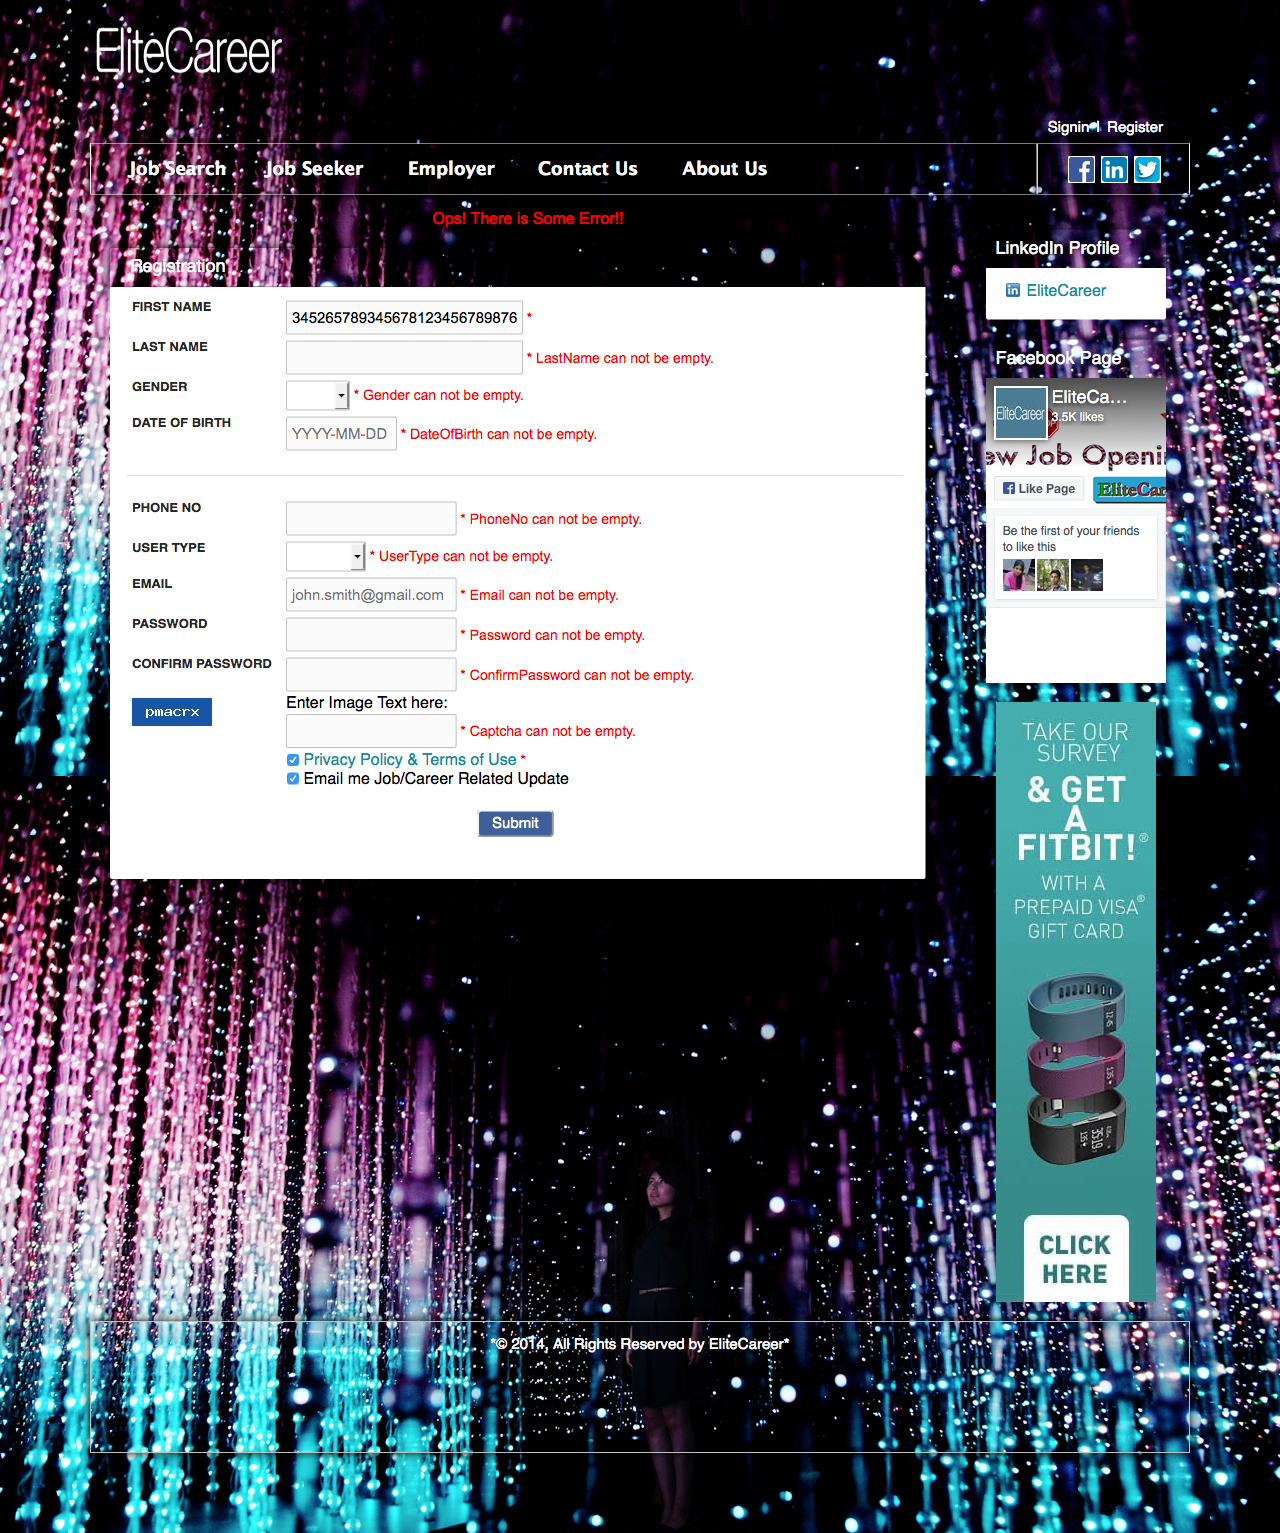 EliteCareer
Signin | Register
Job Search Job Seeker Employer Contact Us About Us
Ops! There is Some Error!!
Registration
FIRST NAME 345265789345678123456789876 *
LAST NAME * LastName can not be empty.
GENDER * Gender can not be empty.
DATE OF BIRTH YYYY-MM-DD * DateOfBirth can not be empty.
PHONE NO * PhoneNo can not be empty.
USER TYPE * UserType can not be empty.
EMAIL john.smith@gmail.com * Email can not be empty.
PASSWORD * Password can not be empty.
CONFIRM PASSWORD * ConfirmPassword can not be empty.
pmacrx Enter Image Text here:
* Captcha can not be empty.
Privacy Policy & Terms of Use *
Email me Job/Career Related Update
Submit
LinkedIn Profile
EliteCareer
Facebook Page
EliteCareer
EliteCa...
3.5K likes
ew Job Openi
Like Page
EliteCar
Be the first of your friends
to like this
TAKE OUR
SURVEY
& GET
A
FITBIT!®
WITH A
PREPAID VISA®
GIFT CARD
CLICK
HERE
*© 2014, All Rights Reserved by EliteCareer*